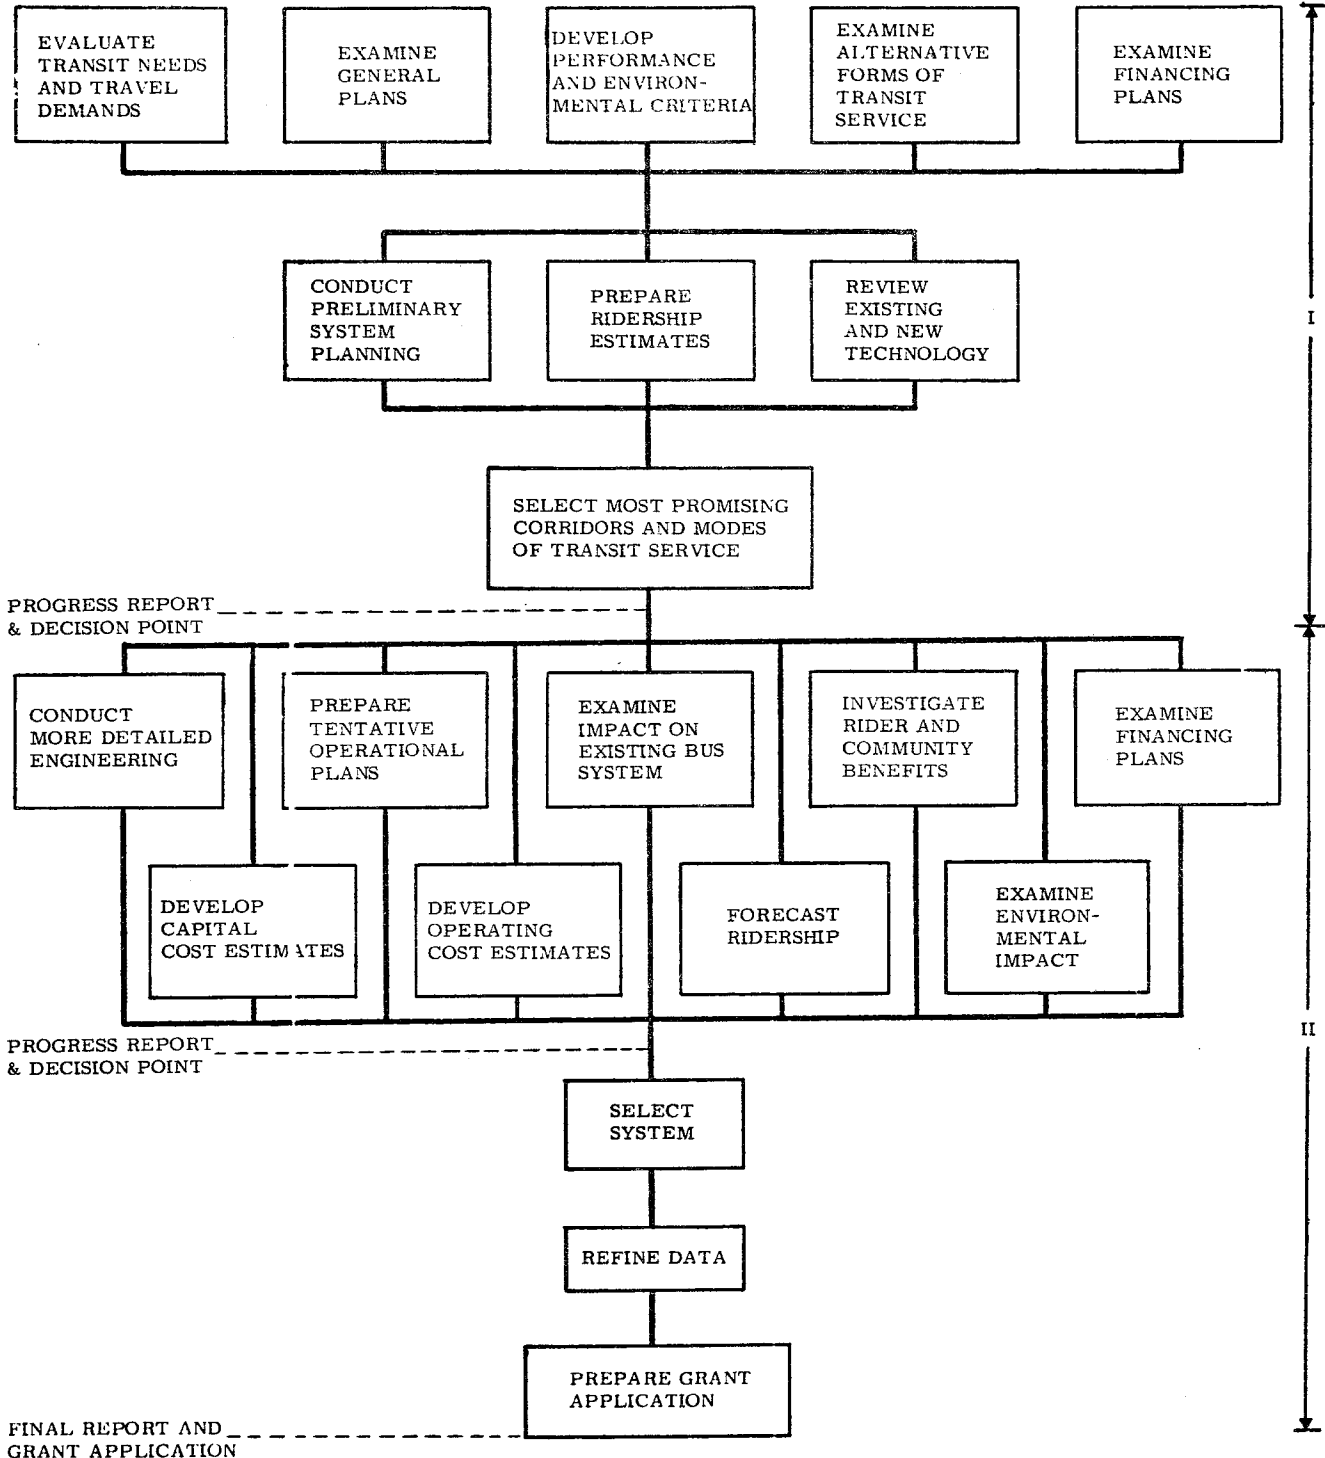 EVALUATE
TRANSIT NEEDS
AND TRAVEL
DEMANDS
EXAMINE
GENERAL
PLANS
DEVELOP
PERFORMANCE
AND ENVIRON-
MENTAL CRITERIA
EXAMINE
ALTERNATIVE
FORMS OF
TRANSIT
SERVICE
EXAMINE
FINANCING
PLANS
CONDUCT
PRELIMINARY
SYSTEM
PLANNING
PREPARE
RIDERSHIP
ESTIMATES
REVIEW
EXISTING
AND NEW
TECHNOLOGY
I
SELECT MOST PROMISING
CORRIDORS AND MODES
OF TRANSIT SERVICE
PROGRESS REPORT
& DECISION POINT
CONDUCT
MORE DETAILED
ENGINEERING
PREPARE
TENTATIVE
OPERATIONAL
PLANS
EXAMINE
IMPACT ON
EXISTING BUS
SYSTEM
INVESTIGATE
RIDER AND
COMMUNITY
BENEFITS
EXAMINE
FINANCING
PLANS
DEVELOP
CAPITAL
COST ESTIMATES
DEVELOP
OPERATING
COST ESTIMATES
FORECAST
RIDERSHIP
EXAMINE
ENVIRON-
MENTAL
IMPACT
II
PROGRESS REPORT
& DECISION POINT
SELECT
SYSTEM
REFINE DATA
PREPARE GRANT
APPLICATION
FINAL REPORT AND
GRANT APPLICATION